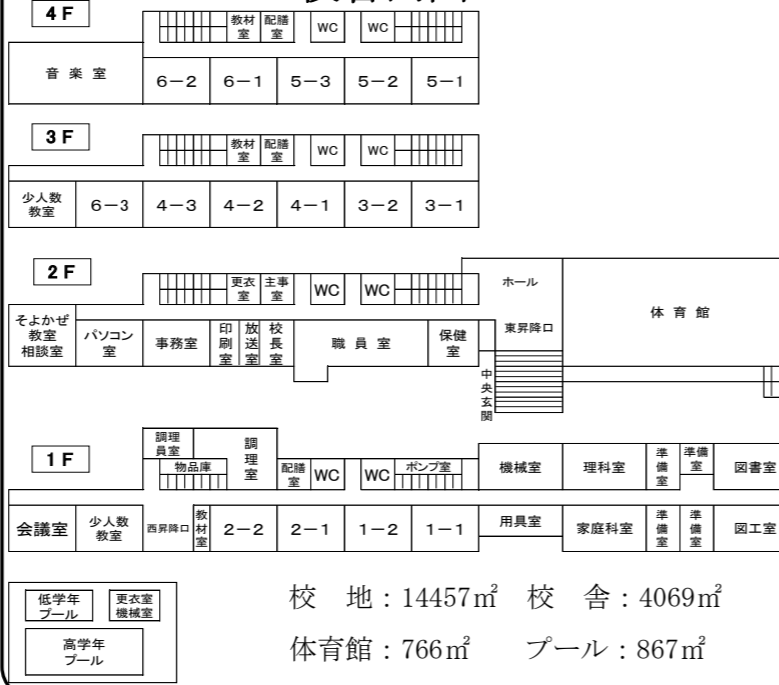 4F
教材室
配膳室
WC
WC
音楽室
6-2
6-1
5-3
5-2
5-1
3F
教材室
配膳室
WC
WC
少人数教室
6-3
4-3
4-2
4-1
3-2
3-1
2F
更衣室
主事室
WC
WC
ホール
東昇降口
体育館
そよかぜ教室
相談室
パソコン室
事務室
印刷室
放送室
校長室
職員室
保健室
中央玄関
1F
調理員室
物品庫
調理室
配膳室
WC
WC
ポンプ室
機械室
理科室
準備室
準備室
図書室
会議室
少人数教室
西昇降口
教材室
2-2
2-1
1-2
1-1
用具室
家庭科室
準備室
準備室
図工室
低学年プール
更衣室
機械室
高学年プール
校 地:14457㎡ 校 舎:4069㎡
体育館:766㎡ プール:867㎡